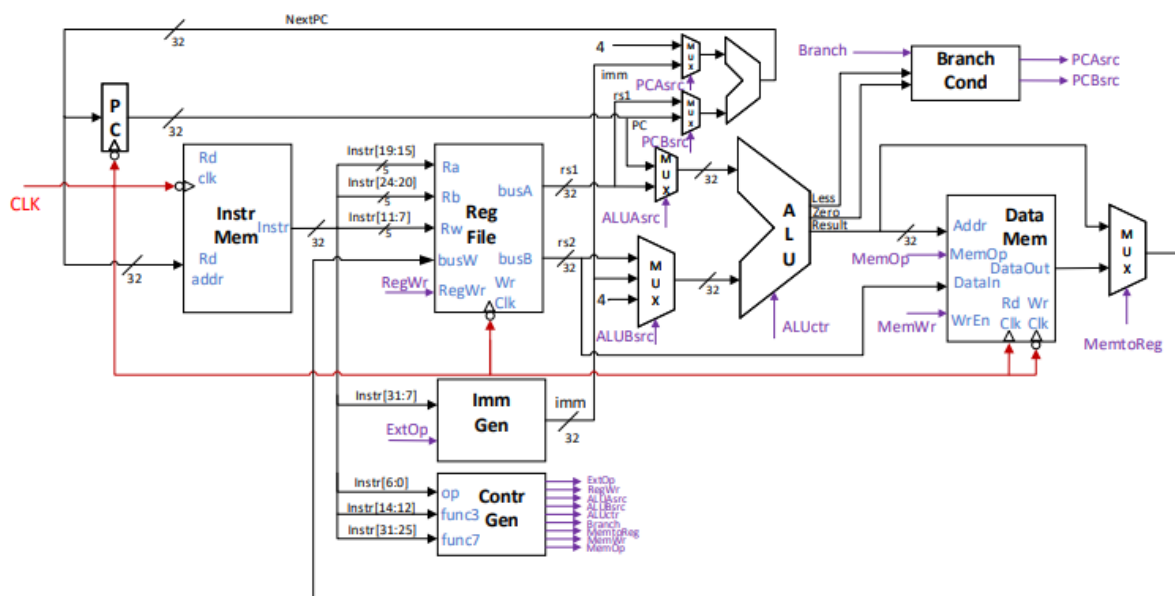 NextPC
32
4
MUX
imm
PCAsrc
Branch
Branch Cond
PCAsrc
PCBsrc
PC
32
rs1
MUX
PC
PCBsrc
CLK
Rd clk
Instr Mem
Instr
32
Rd addr
32
Instr[19:15]
5
Instr[24:20]
5
Instr[11:7]
5
RegWr
Ra
Rb
Rw
busW
RegWr
Reg File
busA
busB
Wr Clk
rs1
32
rs2
32
MUX
32
ALUAsrc
4
MUX
32
ALUBsrc
ALU
Less
Zero
Result
ALUctr
32
MemOp
MemWr
Addr
MemOp
DataIn
WrEn
Data Mem
DataOut
Rd Clk
Wr Clk
MUX
MemtoReg
Instr[31:7]
ExtOp
Imm Gen
imm
32
Instr[6:0]
Instr[14:12]
Instr[31:25]
op
func3
func7
Contr Gen
ExtOp
RegWr
ALUAsrc
ALUBsrc
ALUctr
Branch
MemtoReg
MemWr
MemOp